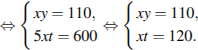 ⇔ { xy = 110, ⇔ { xy = 110,
5xt = 600 xt = 120.